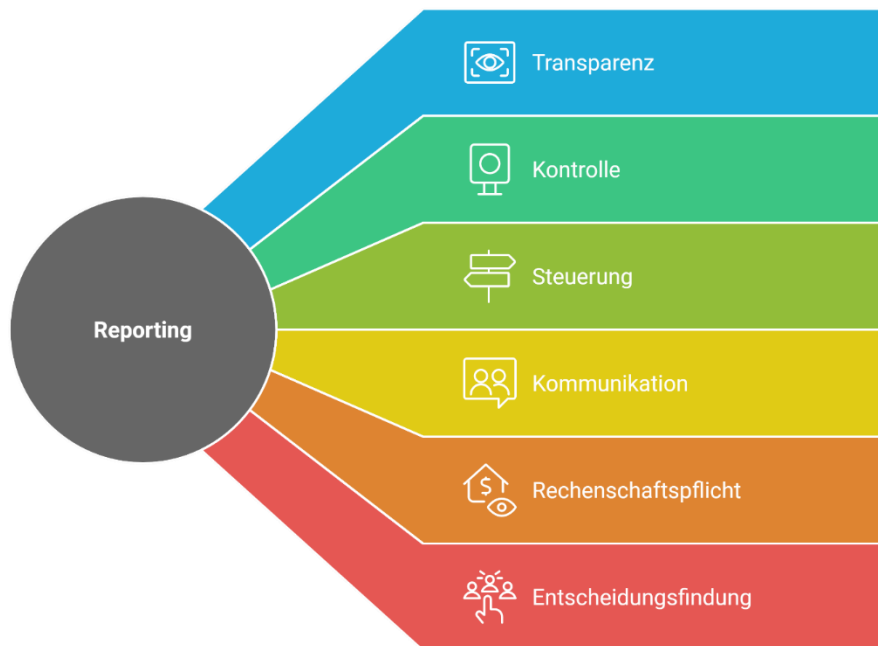 Reporting
Transparenz
Kontrolle
Steuerung
Kommunikation
Rechenschaftspflicht
Entscheidungsfindung